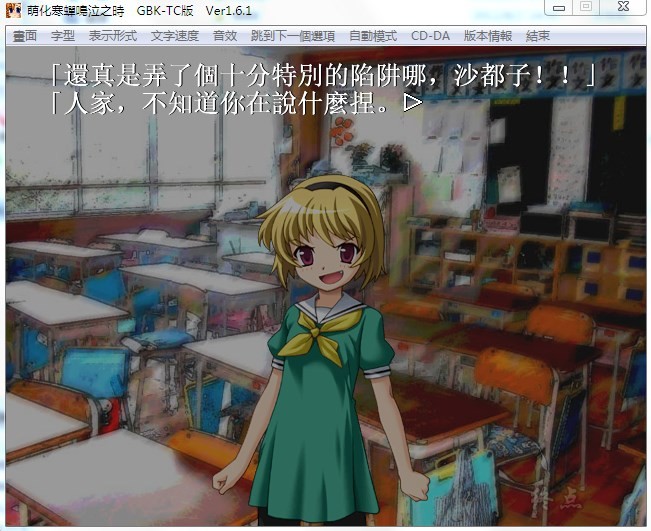 萌化寒蟬鳴泣之時 GBK-TC版 Ver1.6.1
畫面 字型 表示形式 文字速度 音效 跳到下一個選項 自動模式 CD-DA 版本情報 結束
「還真是弄了個十分特別的陷阱哪，沙都子！！」
「人家，不知道你在說什麼捏。▷
终点